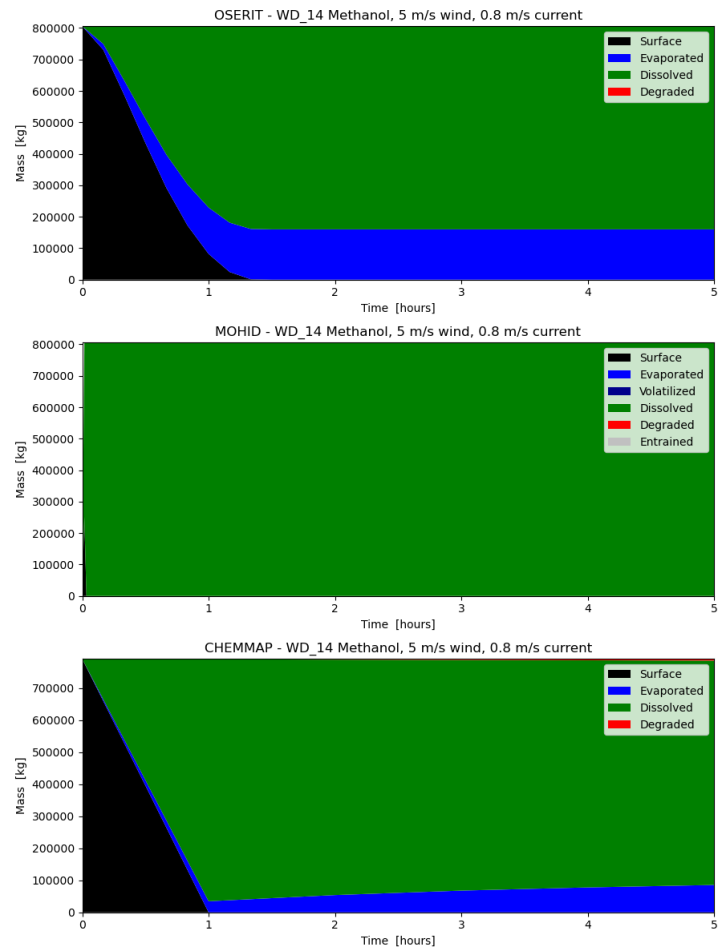 OSERIT - WD_14 Methanol, 5 m/s wind, 0.8 m/s current
800000
700000
600000
500000
400000
300000
200000
100000
0
Mass [kg]
Surface
Evaporated
Dissolved
Degraded
0 1 2 3 4 5
Time [hours]
MOHID - WD_14 Methanol, 5 m/s wind, 0.8 m/s current
800000
700000
600000
500000
400000
300000
200000
100000
0
Mass [kg]
Surface
Evaporated
Volatilized
Dissolved
Degraded
Entrained
0 1 2 3 4 5
Time [hours]
CHEMMAP - WD_14 Methanol, 5 m/s wind, 0.8 m/s current
700000
600000
500000
400000
300000
200000
100000
0
Mass [kg]
Surface
Evaporated
Dissolved
Degraded
0 1 2 3 4 5
Time [hours]